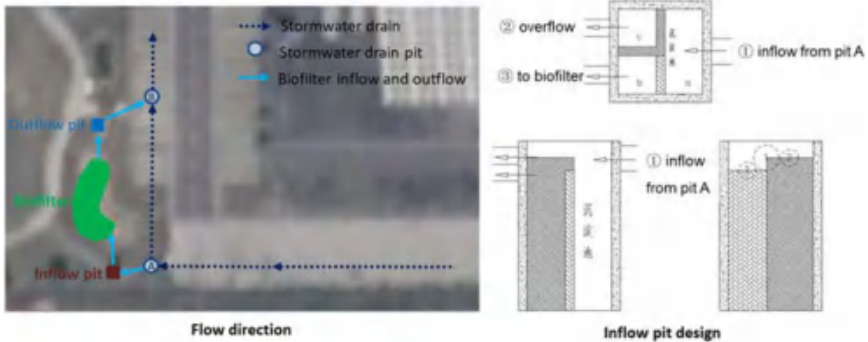 Stormwater drain
Stormwater drain pit
Biofilter inflow and outflow
B
Outflow pit
Biofilter
Inflow pit
A
Flow direction
② overflow
① inflow from pit A
③ to biofilter
① inflow
from pit A
Inflow pit design